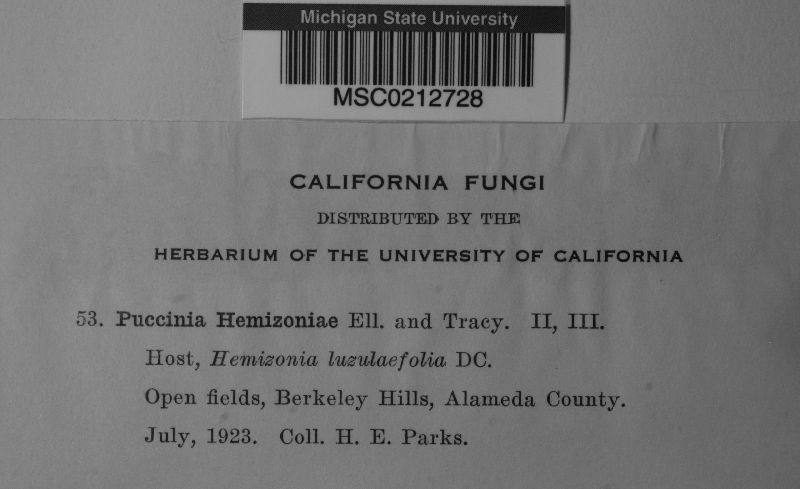 Michigan State University
MSC0212728
CALIFORNIA FUNGI
DISTRIBUTED BY THE
HERBARIUM OF THE UNIVERSITY OF CALIFORNIA
53. Puccinia Hemizoniae Ell. and Tracy. II, III.
Host, Hemizonia luzulaefolia DC.
Open fields, Berkeley Hills, Alameda County.
July, 1923. Coll. H. E. Parks.